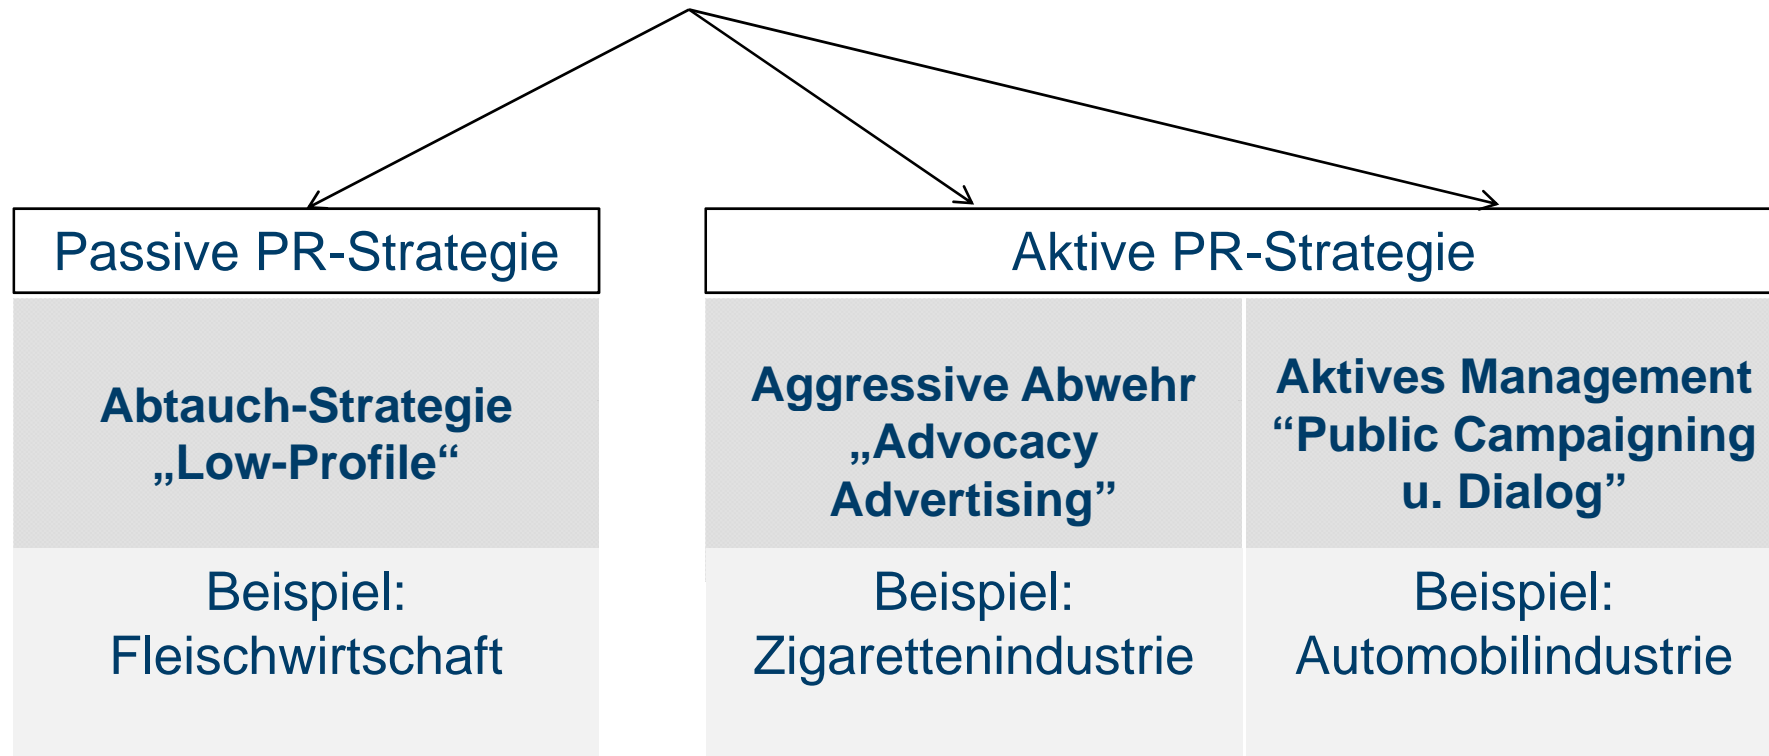 Passive PR-Strategie
Aktive PR-Strategie
Abtauch-Strategie
„Low-Profile“
Aggressive Abwehr
„Advocacy
Advertising”
Aktives Management
“Public Campaigning
u. Dialog”
Beispiel:
Fleischwirtschaft
Beispiel:
Zigarettenindustrie
Beispiel:
Automobilindustrie